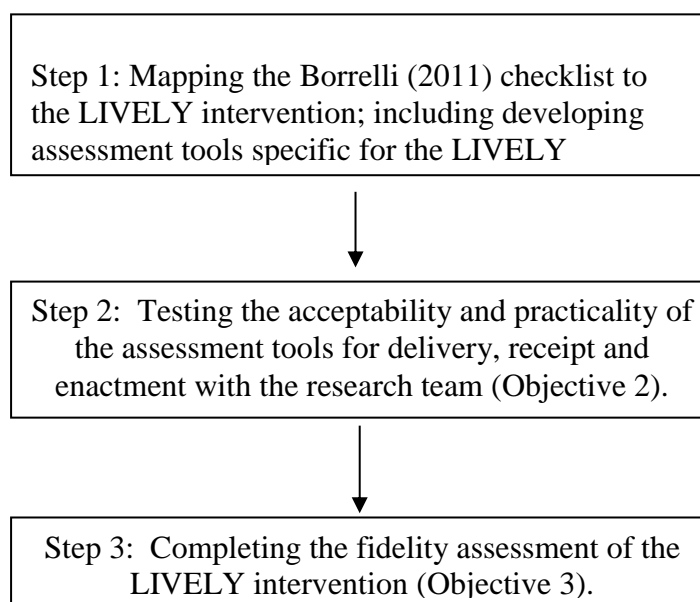 Step 1: Mapping the Borrelli (2011) checklist to
the LIVELY intervention; including developing
assessment tools specific for the LIVELY
Step 2:  Testing the acceptability and practicality of
the assessment tools for delivery, receipt and
enactment with the research team (Objective 2).
Step 3:  Completing the fidelity assessment of the
LIVELY intervention (Objective 3).